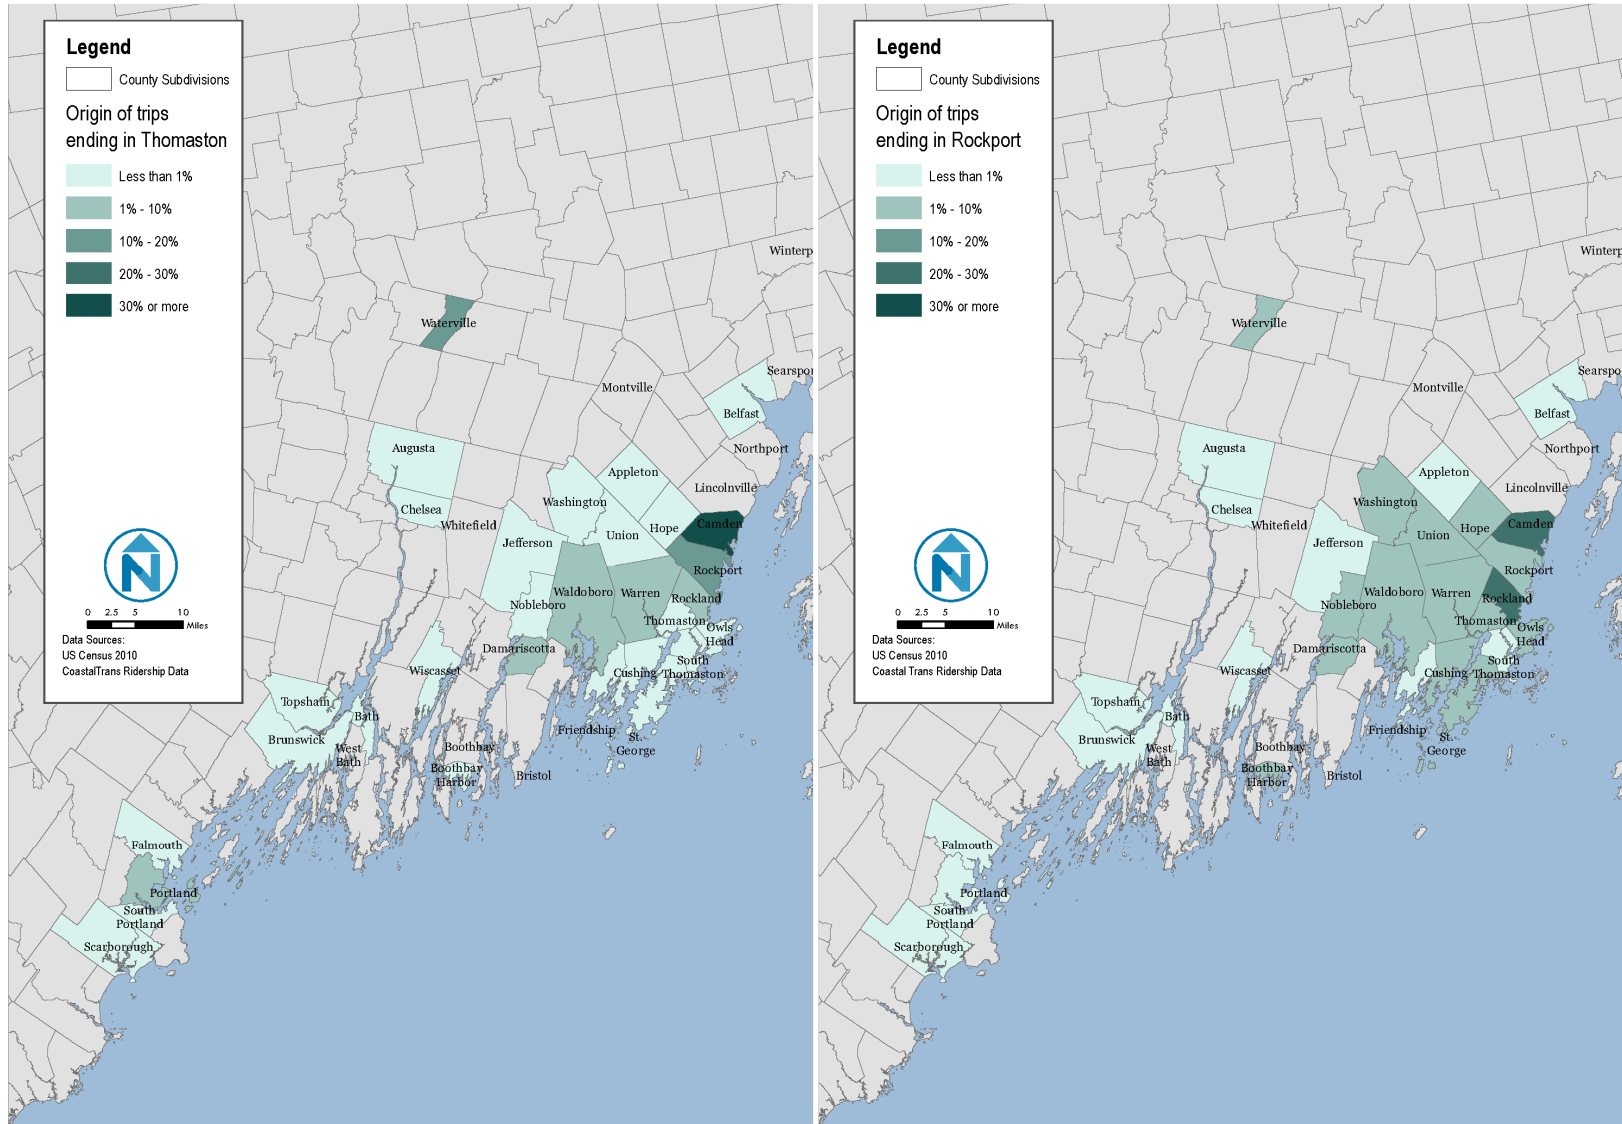 Legend
County Subdivisions
Origin of trips
ending in Thomaston
Less than 1%
1% - 10%
10% - 20%
20% - 30%
30% or more
N
0 2.5 5 10
Miles
Data Sources:
US Census 2010
CoastalTrans Ridership Data
Winterp
Waterville
Searspor
Montville
Belfast
Northport
Augusta
Appleton
Lincolnville
Washington
Chelsea
Whitefield
Hope
Camden
Union
Jefferson
Rockport
Waldoboro
Warren
Rockland
Nobleboro
Thomaston
Owls
Head
Damariscotta
South
Thomaston
Wiscasset
Cushing
Topsham
Bath
Friendship
St.
George
Brunswick
West
Bath
Boothbay
Boothbay
Harbor
Bristol
Falmouth
Portland
South
Portland
Scarborough
Legend
County Subdivisions
Origin of trips
ending in Rockport
Less than 1%
1% - 10%
10% - 20%
20% - 30%
30% or more
N
0 2.5 5 10
Miles
Data Sources:
US Census 2010
CoastalTrans Ridership Data
Winterp
Waterville
Searspo
Montville
Belfast
Northport
Augusta
Appleton
Lincolnville
Washington
Chelsea
Whitefield
Hope
Camden
Union
Jefferson
Rockport
Waldoboro
Warren
Rockland
Nobleboro
Thomaston
Owls
Head
Damariscotta
South
Thomaston
Wiscasset
Cushing
Topsham
Bath
Friendship
St.
George
Brunswick
West
Bath
Boothbay
Boothbay
Harbor
Bristol
Falmouth
Portland
South
Portland
Scarborough